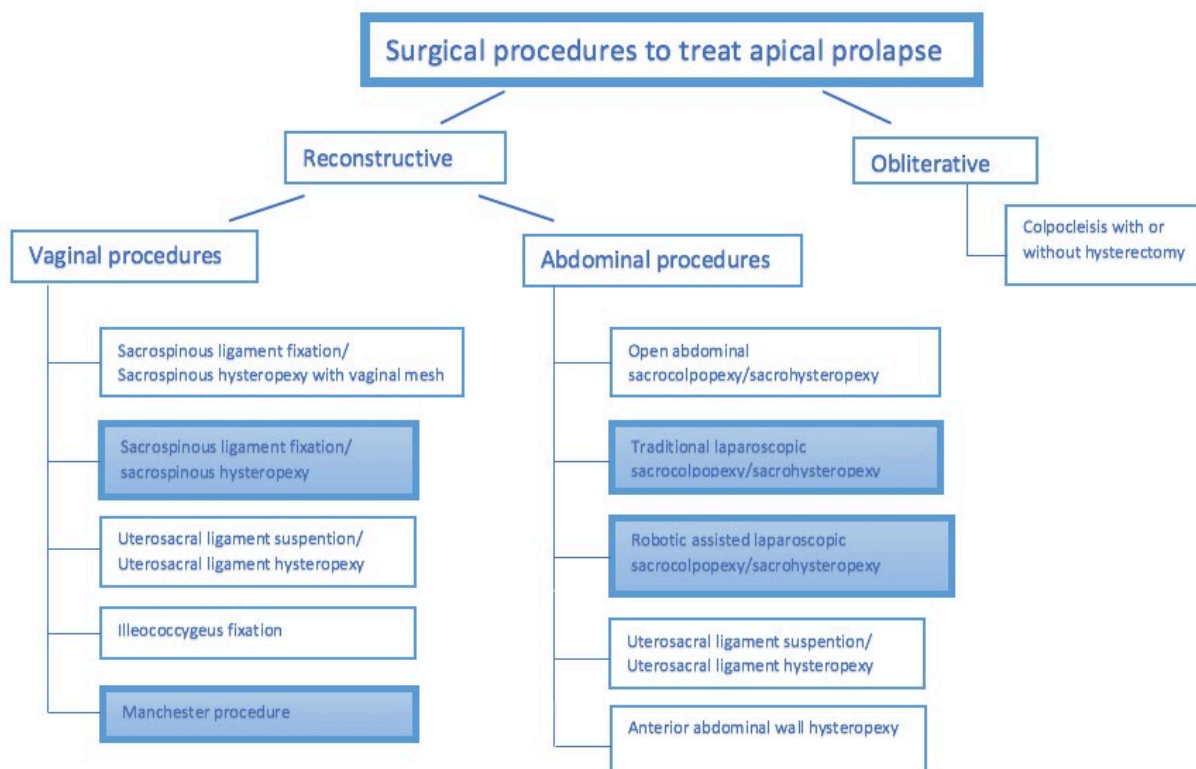 Surgical procedures to treat apical prolapse
Reconstructive
Obliterative
Colpocleisis with or
without hysterectomy
Vaginal procedures
Abdominal procedures
Sacrospinous ligament fixation/
Sacrospinous hysteropexy with vaginal mesh
Sacrospinous ligament fixation/
sacrospinous hysteropexy
Uterosacral ligament suspention/
Uterosacral ligament hysteropexy
Illeococcygeus fixation
Manchester procedure
Open abdominal
sacrocolpopexy/sacrohysteropexy
Traditional laparoscopic
sacrocolpopexy/sacrohysteropexy
Robotic assisted laparoscopic
sacrocolpopexy/sacrohysteropexy
Uterosacral ligament suspention/
Uterosacral ligament hysteropexy
Anterior abdominal wall hysteropexy